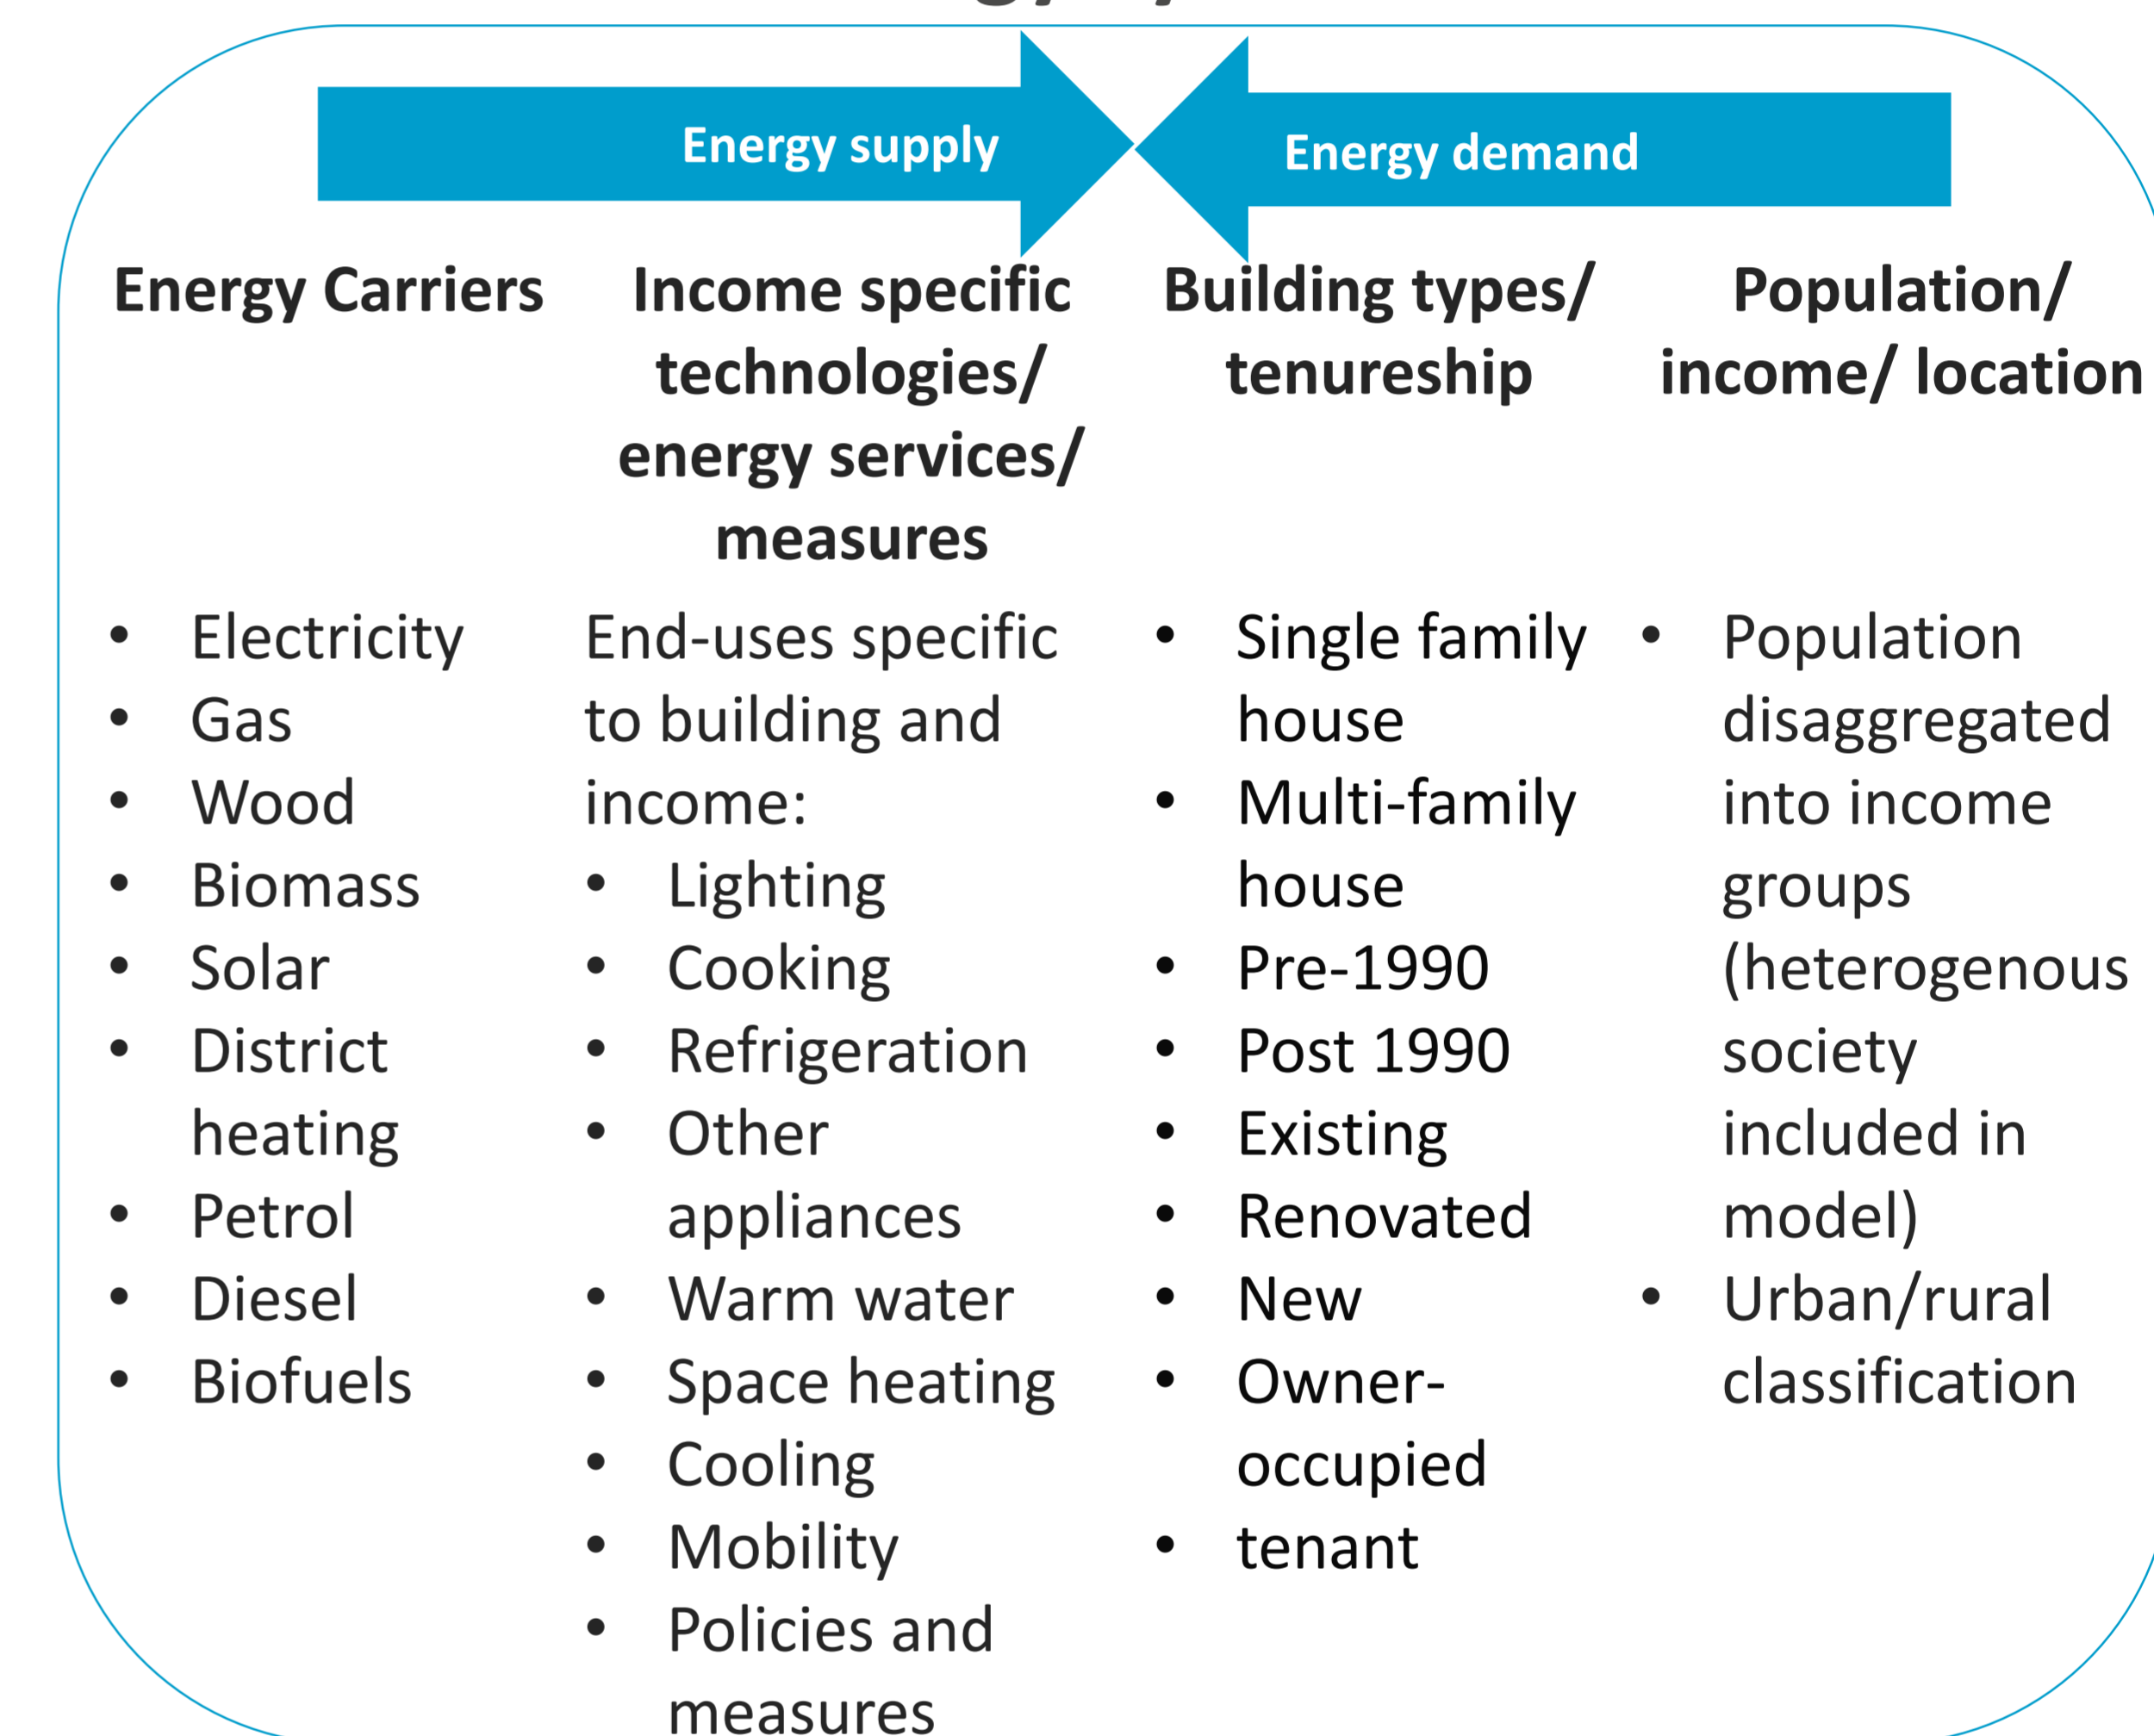 Energy supply
Energy demand
Energy Carriers
Income specific
technologies/
energy services/
measures
Building types/
tenureship
Population/
income/ location
• Electricity
• Gas
• Wood
• Biomass
• Solar
• District
heating
• Petrol
• Diesel
• Biofuels
End-uses specific
to building and
income:
• Lighting
• Cooking
• Refrigeration
• Other
appliances
• Warm water
• Space heating
• Cooling
• Mobility
• Policies and
measures
• Single family
house
• Multi-family
house
• Pre-1990
• Post 1990
• Existing
• Renovated
• New
• Owner-
occupied
• tenant
• Population
disaggregated
into income
groups
(heterogenous
society
included in
model)
• Urban/rural
classification